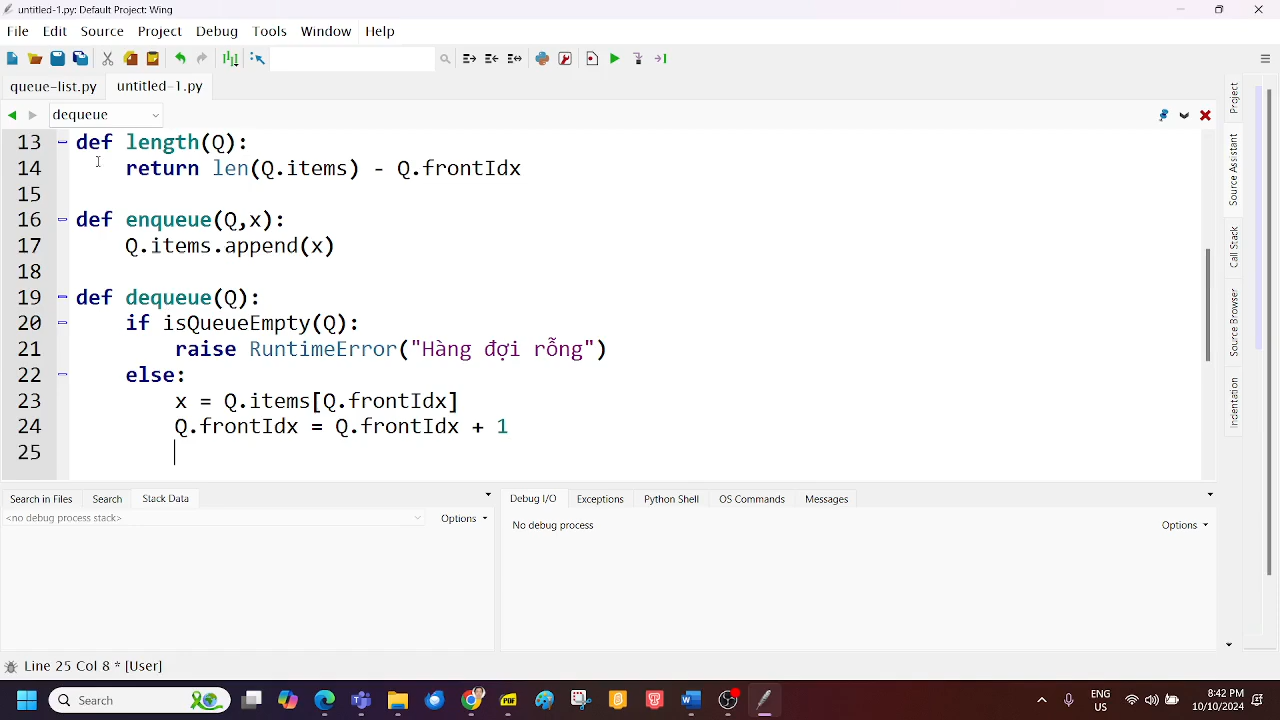 untitled-1.py: Default Project: Wing
File Edit Source Project Debug Tools Window Help
queue-list.py untitled-1.py
dequeue
13 def length(Q):
14 return len(Q.items) - Q.frontIdx
15
16 def enqueue(Q,x):
17 Q.items.append(x)
18
19 def dequeue(Q):
20 if isQueueEmpty(Q):
21 raise RuntimeError("Hàng đợi rỗng")
22 else:
23 x = Q.items[Q.frontIdx]
24 Q.frontIdx = Q.frontIdx + 1
25
Project
Source Assistant
Call Stack
Source Browser
Indentation
Search in Files Search Stack Data
<no debug process stack> Options
Debug I/O Exceptions Python Shell OS Commands Messages
No debug process Options
Line 25 Col 8 * [User]
Search
PDF
ENG
US
8:42 PM
10/10/2024